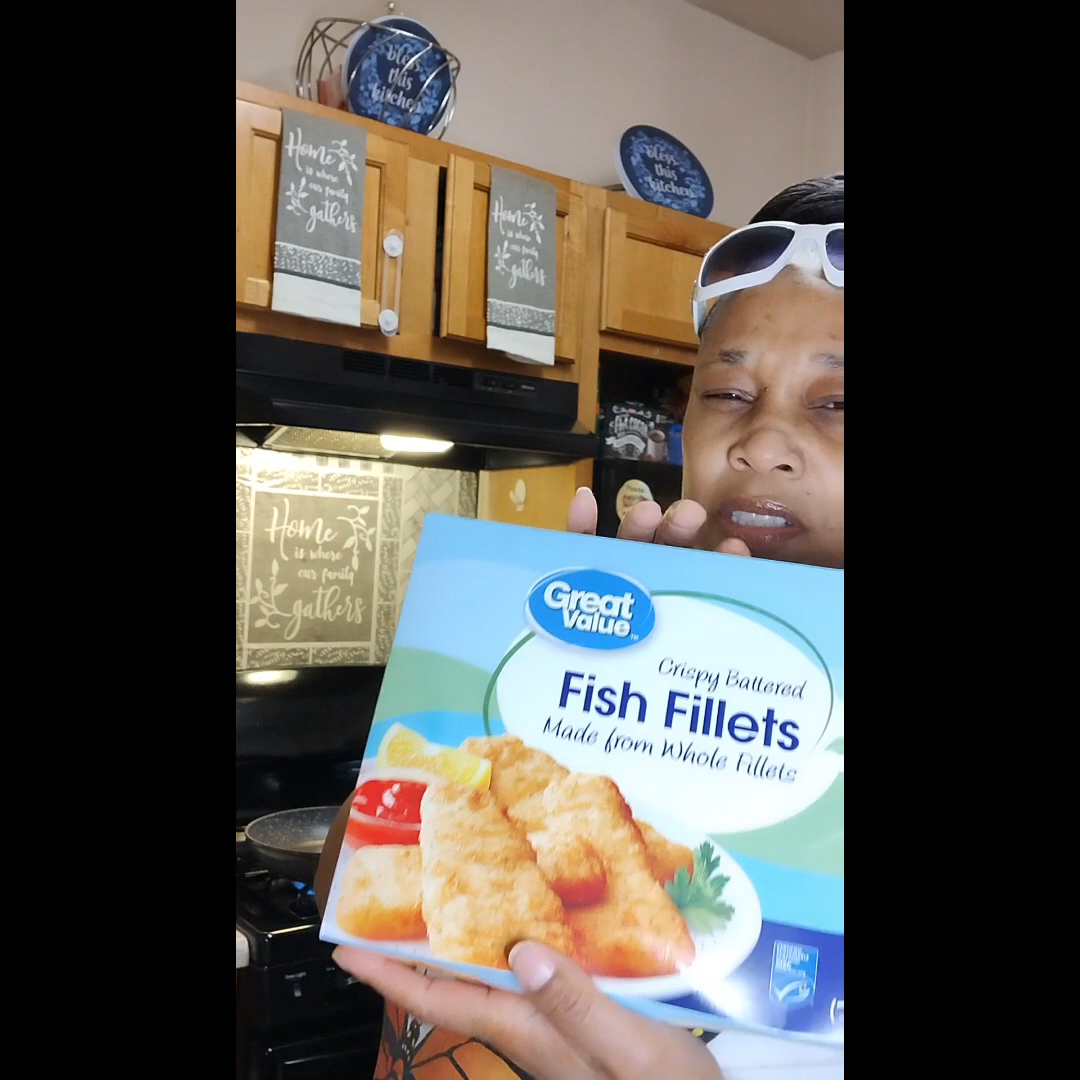 bless
this
kitchen
bless
this
kitchen
Home
is where
our family
gathers
Home
is where
our family
gathers
Home
is where
our family
gathers
Great
Value
Crispy Battered
Fish Fillets
Made from Whole Fillets